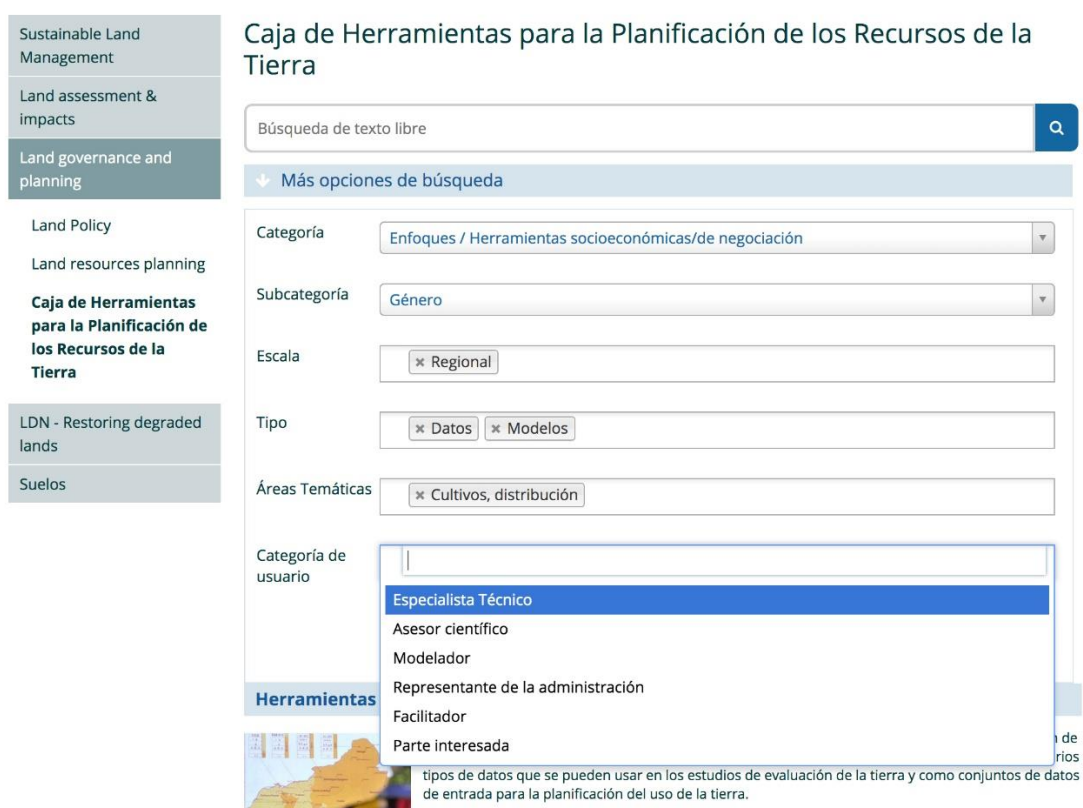 Sustainable Land
Management
Land assessment &
impacts
Land governance and
planning
Land Policy
Land resources planning
Caja de Herramientas
para la Planificación de
los Recursos de la
Tierra
LDN - Restoring degraded
lands
Suelos
Caja de Herramientas para la Planificación de los Recursos de la
Tierra
Búsqueda de texto libre
Más opciones de búsqueda
Categoría
Enfoques / Herramientas socioeconómicas/de negociación
Subcategoría
Género
Escala
× Regional
Tipo
× Datos × Modelos
Áreas Temáticas
× Cultivos, distribución
Categoría de
usuario
Especialista Técnico
Asesor científico
Modelador
Representante de la administración
Facilitador
Parte interesada
Herramientas
de
rios
tipos de datos que se pueden usar en los estudios de evaluación de la tierra y como conjuntos de datos
de entrada para la planificación del uso de la tierra.